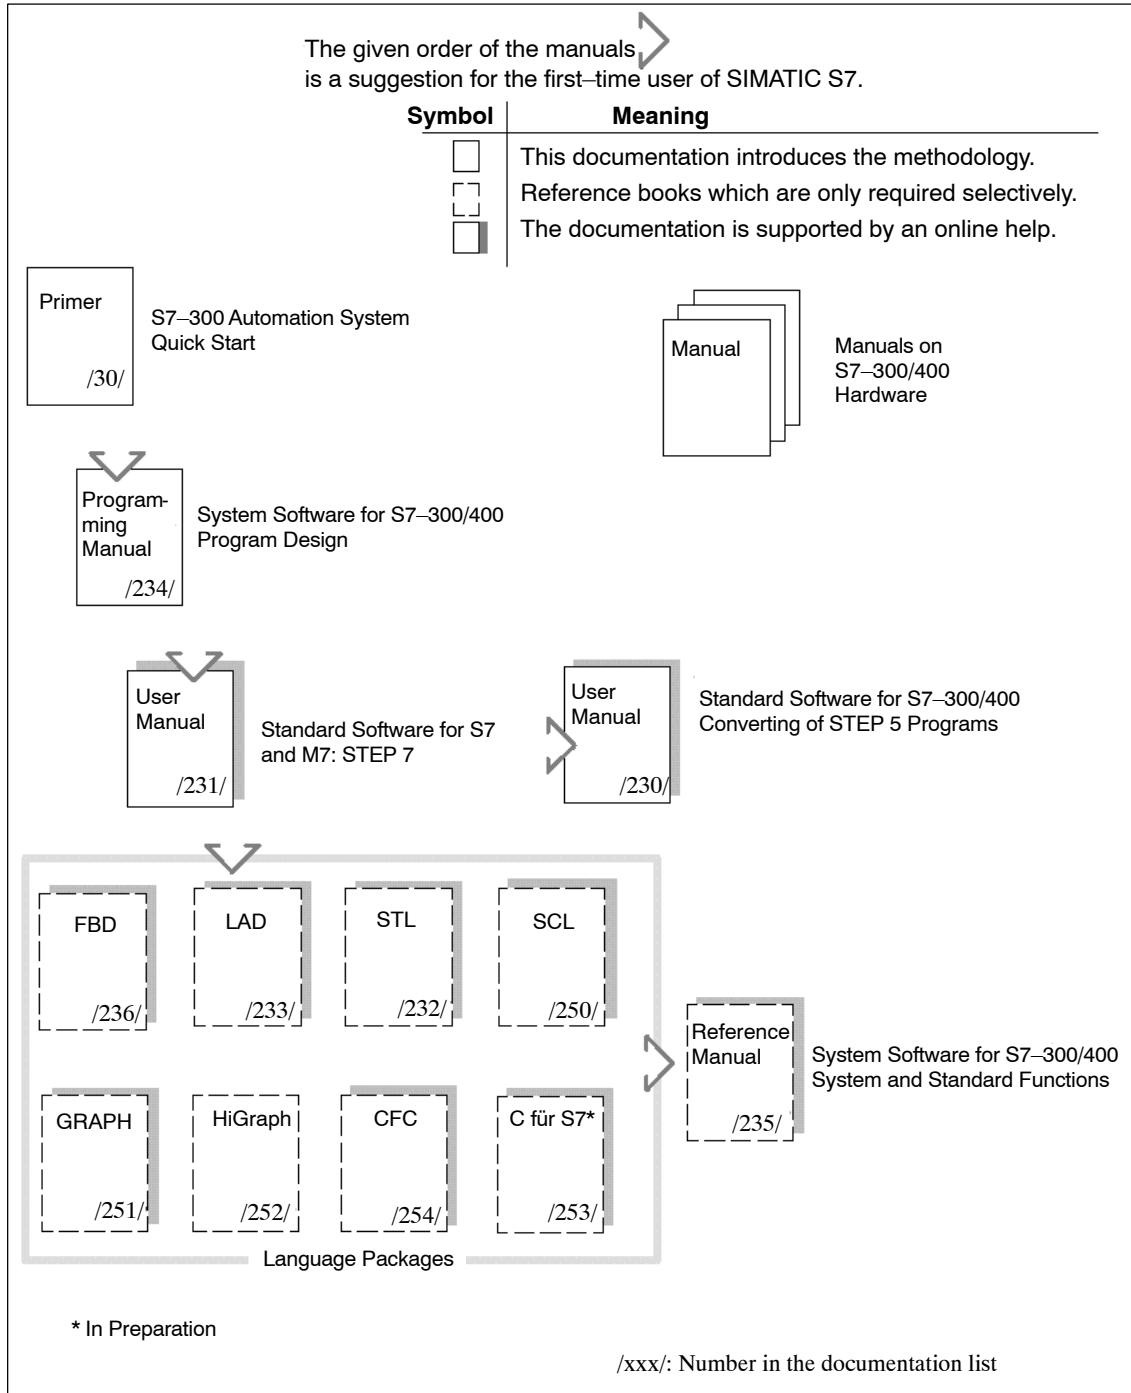 The given order of the manuals
is a suggestion for the first–time user of SIMATIC S7.
Symbol Meaning
This documentation introduces the methodology.
Reference books which are only required selectively.
The documentation is supported by an online help.
Primer
/30/
S7–300 Automation System
Quick Start
Manual
Manuals on
S7–300/400
Hardware
Program-
ming
Manual
/234/
System Software for S7–300/400
Program Design
User
Manual
/231/
Standard Software for S7
and M7: STEP 7
User
Manual
/230/
Standard Software for S7–300/400
Converting of STEP 5 Programs
FBD
/236/
LAD
/233/
STL
/232/
SCL
/250/
Reference
Manual
/235/
System Software for S7–300/400
System and Standard Functions
GRAPH
/251/
HiGraph
/252/
CFC
/254/
C für S7*
/253/
Language Packages
* In Preparation
/xxx/: Number in the documentation list